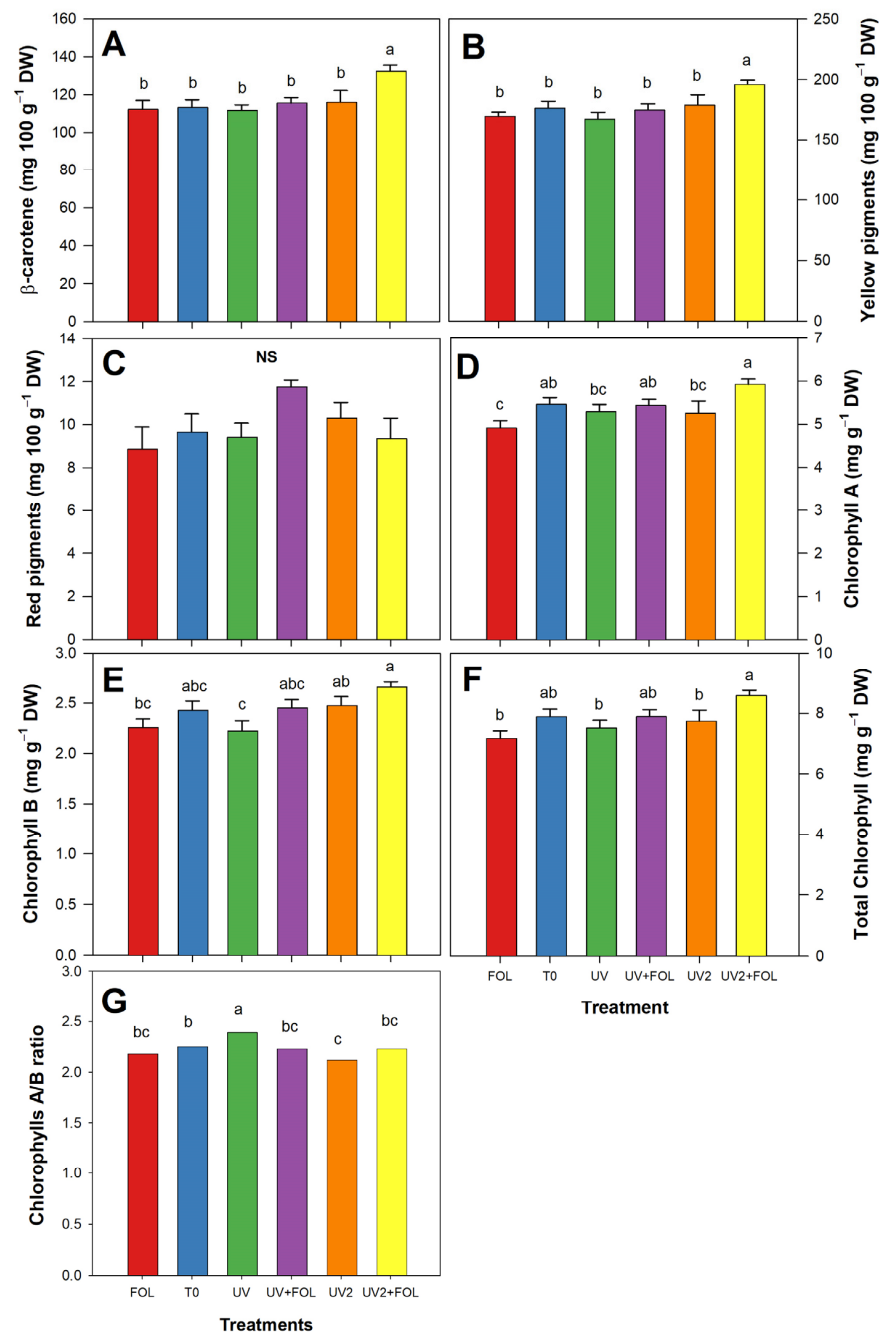 A
β-carotene (mg 100 g⁻¹ DW)
160
140
120
100
80
60
40
20
0
b b b b b a
B
Yellow pigments (mg 100 g⁻¹ DW)
250
200
150
100
50
0
b b b b b a
C
NS
Red pigments (mg 100 g⁻¹ DW)
14
12
10
8
6
4
2
0
D
Chlorophyll A (mg g⁻¹ DW)
7
6
5
4
3
2
1
0
c ab bc ab bc a
E
Chlorophyll B (mg g⁻¹ DW)
3.0
2.5
2.0
1.5
1.0
0.5
0.0
bc abc c abc ab a
F
Total Chlorophyll (mg g⁻¹ DW)
10
8
6
4
2
0
b ab b ab b a
FOL T0 UV UV+FOL UV2 UV2+FOL
Treatment
G
Chlorophylls A/B ratio
3.0
2.5
2.0
1.5
1.0
0.5
0.0
bc b a bc c bc
FOL T0 UV UV+FOL UV2 UV2+FOL
Treatments